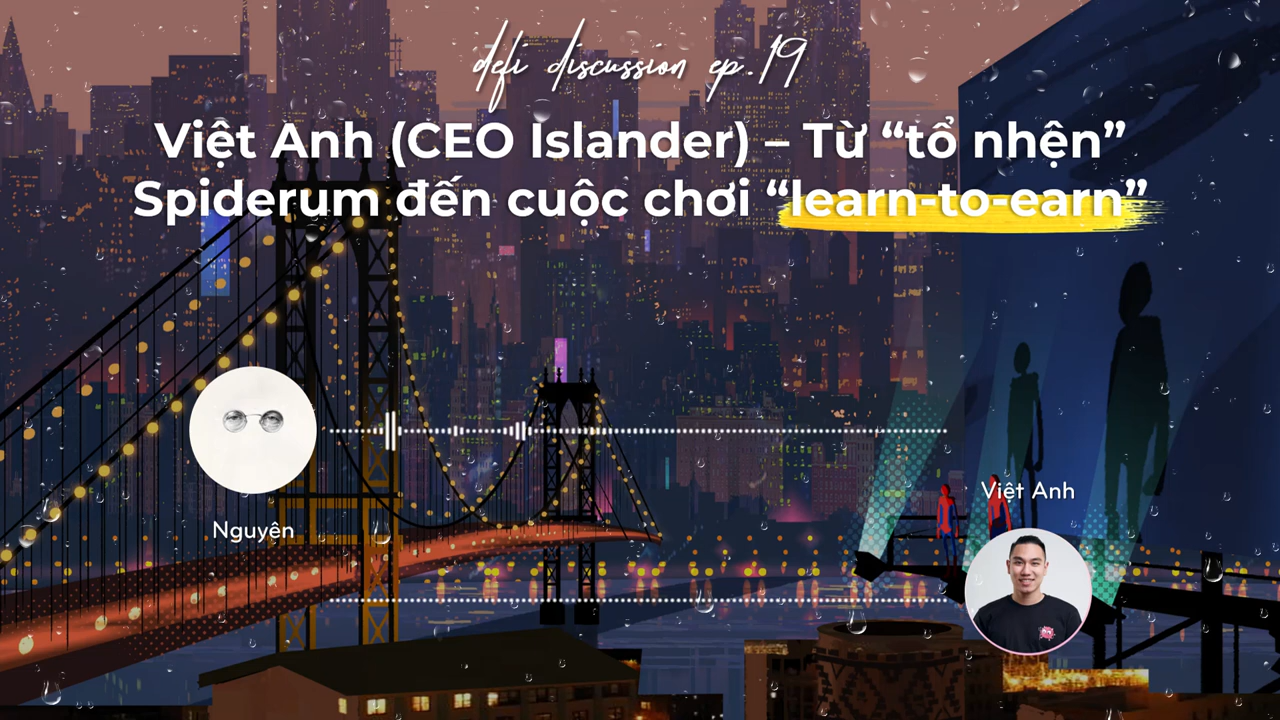 defi discussion ep.19
Việt Anh (CEO Islander) – Từ “tổ nhện”
Spiderum đến cuộc chơi “learn-to-earn”
Việt Anh
Nguyên